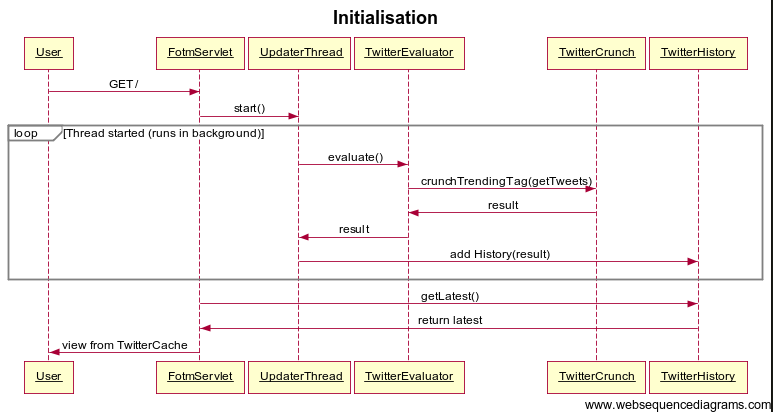 Initialisation
User FotmServlet UpdaterThread TwitterEvaluator TwitterCrunch TwitterHistory
GET /
start()
loop [Thread started (runs in background)]
evaluate()
crunchTrendingTag(getTweets)
result
result
add History(result)
getLatest()
return latest
view from TwitterCache
User FotmServlet UpdaterThread TwitterEvaluator TwitterCrunch TwitterHistory
www.websequencediagrams.com